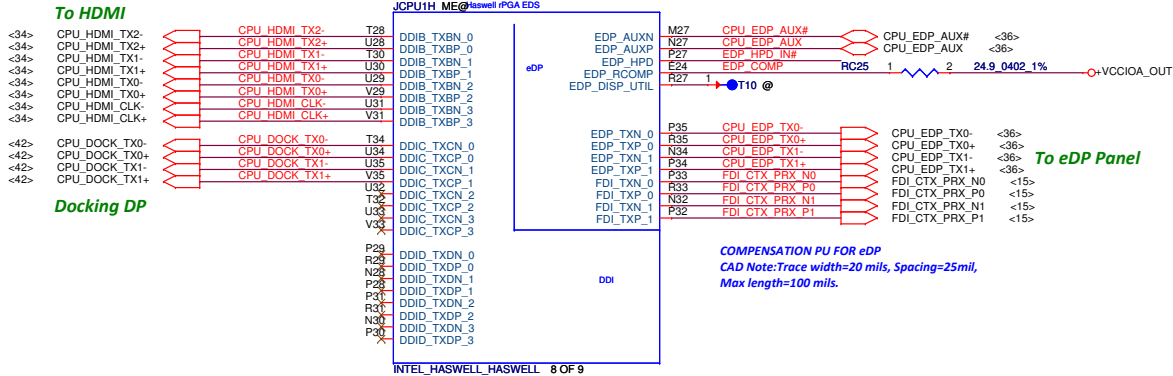 To HDMI
JCPU1H ME@ Haswell rPGA EDS
<34> CPU_HDMI_TX2- CPU_HDMI_TX2- T28 DDIB_TXBN_0 EDP_AUXN M27 CPU_EDP_AUX# CPU_EDP_AUX# <36>
<34> CPU_HDMI_TX2+ CPU_HDMI_TX2+ U28 DDIB_TXBP_0 EDP_AUXP N27 CPU_EDP_AUX CPU_EDP_AUX <36>
<34> CPU_HDMI_TX1- CPU_HDMI_TX1- T30 DDIB_TXBN_1 eDP EDP_HPD P27 EDP_HPD_IN#
<34> CPU_HDMI_TX1+ CPU_HDMI_TX1+ U30 DDIB_TXBP_1 EDP_RCOMP E24 EDP_COMP RC25 1 2 24.9_0402_1% +VCCIOA_OUT
<34> CPU_HDMI_TX0- CPU_HDMI_TX0- U29 DDIB_TXBN_2 EDP_DISP_UTIL R27 1 T10 @
<34> CPU_HDMI_TX0+ CPU_HDMI_TX0+ V29 DDIB_TXBP_2
<34> CPU_HDMI_CLK- CPU_HDMI_CLK- U31 DDIB_TXBN_3
<34> CPU_HDMI_CLK+ CPU_HDMI_CLK+ V31 DDIB_TXBP_3
EDP_TXN_0 P35 CPU_EDP_TX0- CPU_EDP_TX0- <36>
<42> CPU_DOCK_TX0- CPU_DOCK_TX0- T34 DDIC_TXCN_0 EDP_TXP_0 R35 CPU_EDP_TX0+ CPU_EDP_TX0+ <36>
<42> CPU_DOCK_TX0+ CPU_DOCK_TX0+ U34 DDIC_TXCP_0 EDP_TXN_1 N34 CPU_EDP_TX1- CPU_EDP_TX1- <36> To eDP Panel
<42> CPU_DOCK_TX1- CPU_DOCK_TX1- U35 DDIC_TXCN_1 EDP_TXP_1 P34 CPU_EDP_TX1+ CPU_EDP_TX1+ <36>
<42> CPU_DOCK_TX1+ CPU_DOCK_TX1+ V35 DDIC_TXCP_1 FDI_TXN_0 P33 FDI_CTX_PRX_N0 FDI_CTX_PRX_N0 <15>
U32 DDIC_TXCN_2 FDI_TXP_0 R33 FDI_CTX_PRX_P0 FDI_CTX_PRX_P0 <15>
Docking DP T32 DDIC_TXCP_2 FDI_TXN_1 N32 FDI_CTX_PRX_N1 FDI_CTX_PRX_N1 <15>
U33 DDIC_TXCN_3 FDI_TXP_1 P32 FDI_CTX_PRX_P1 FDI_CTX_PRX_P1 <15>
V33 DDIC_TXCP_3
P29 DDID_TXDN_0
R29 DDID_TXDP_0
N28 DDID_TXDN_1
P28 DDID_TXDP_1
P31 DDID_TXDN_2
R31 DDID_TXDP_2
N30 DDID_TXDN_3
P30 DDID_TXDP_3
DDI
COMPENSATION PU FOR eDP
CAD Note:Trace width=20 mils, Spacing=25mil,
Max length=100 mils.
INTEL_HASWELL_HASWELL 8 OF 9